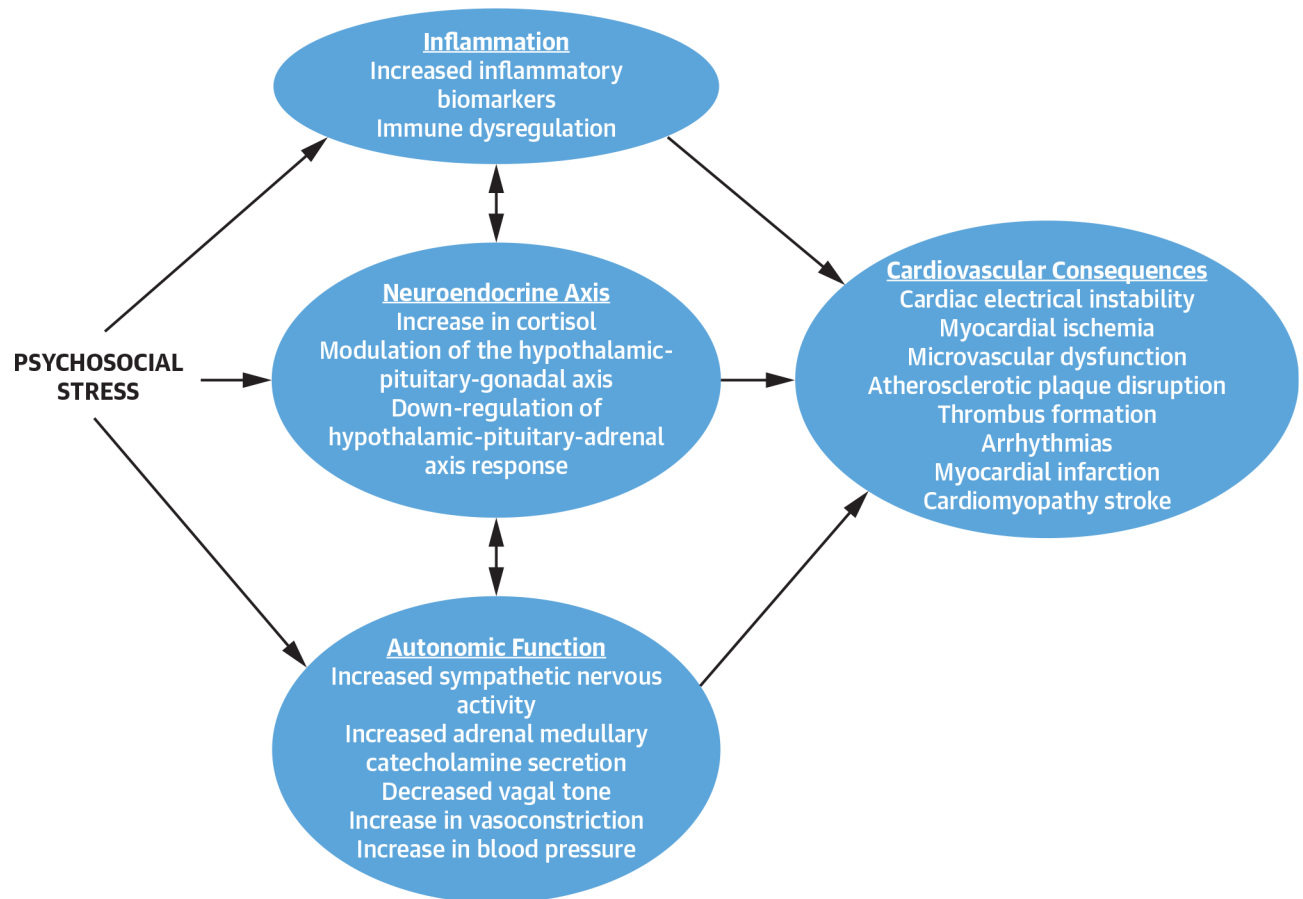 Inflammation
Increased inflammatory
biomarkers
Immune dysregulation
Neuroendocrine Axis
Increase in cortisol
Modulation of the hypothalamic-
pituitary-gonadal axis
Down-regulation of
hypothalamic-pituitary-adrenal
axis response
PSYCHOSOCIAL
STRESS
Cardiovascular Consequences
Cardiac electrical instability
Myocardial ischemia
Microvascular dysfunction
Atherosclerotic plaque disruption
Thrombus formation
Arrhythmias
Myocardial infarction
Cardiomyopathy stroke
Autonomic Function
Increased sympathetic nervous
activity
Increased adrenal medullary
catecholamine secretion
Decreased vagal tone
Increase in vasoconstriction
Increase in blood pressure